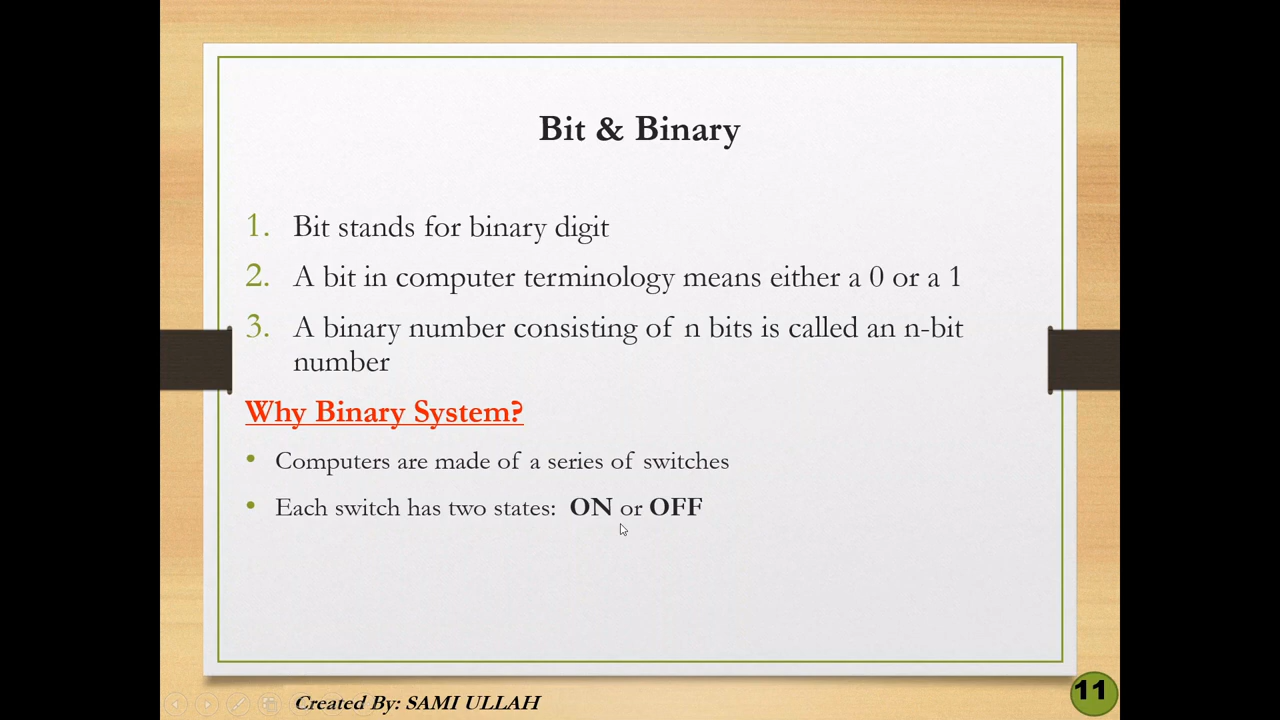 Bit & Binary
1. Bit stands for binary digit
2. A bit in computer terminology means either a 0 or a 1
3. A binary number consisting of n bits is called an n-bit
number
Why Binary System?
• Computers are made of a series of switches
• Each switch has two states: ON or OFF
Created By: SAMI ULLAH
11